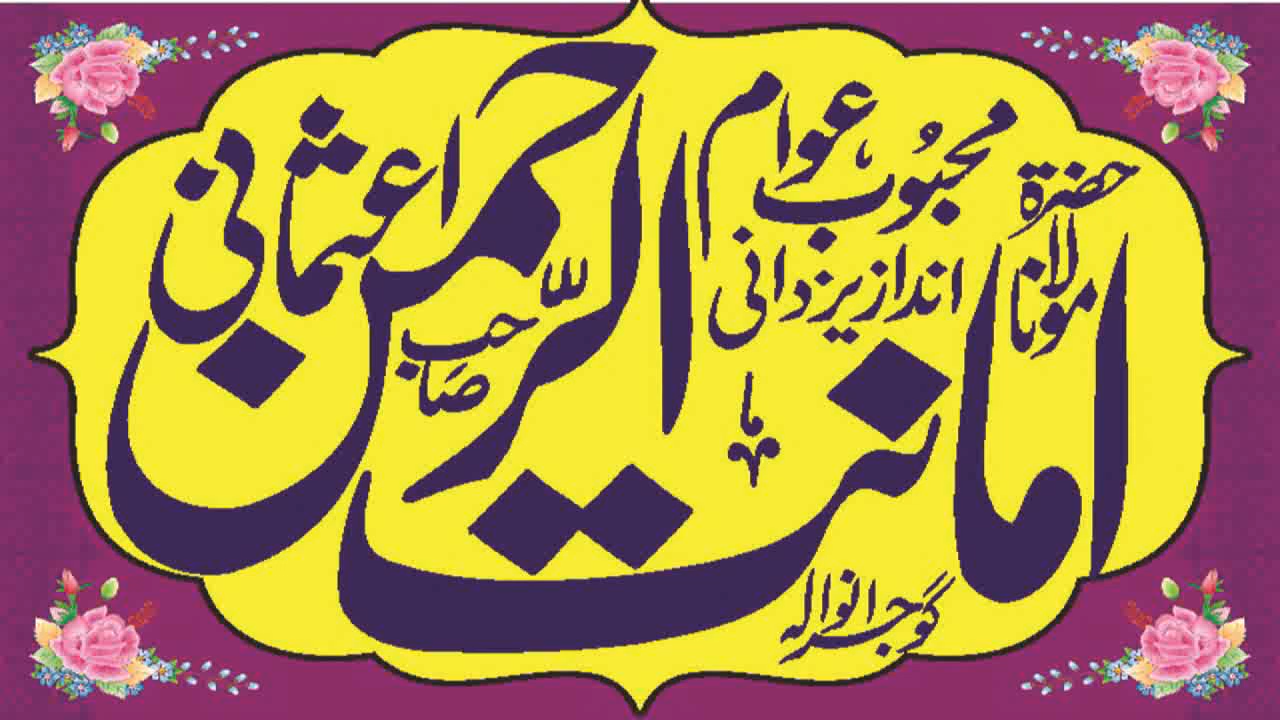 محبوب عوام
حضرۃ مولانا
انداز یزدانی
امانت الرحمٰن عثمانی
صاحب
گوجرانوالہ